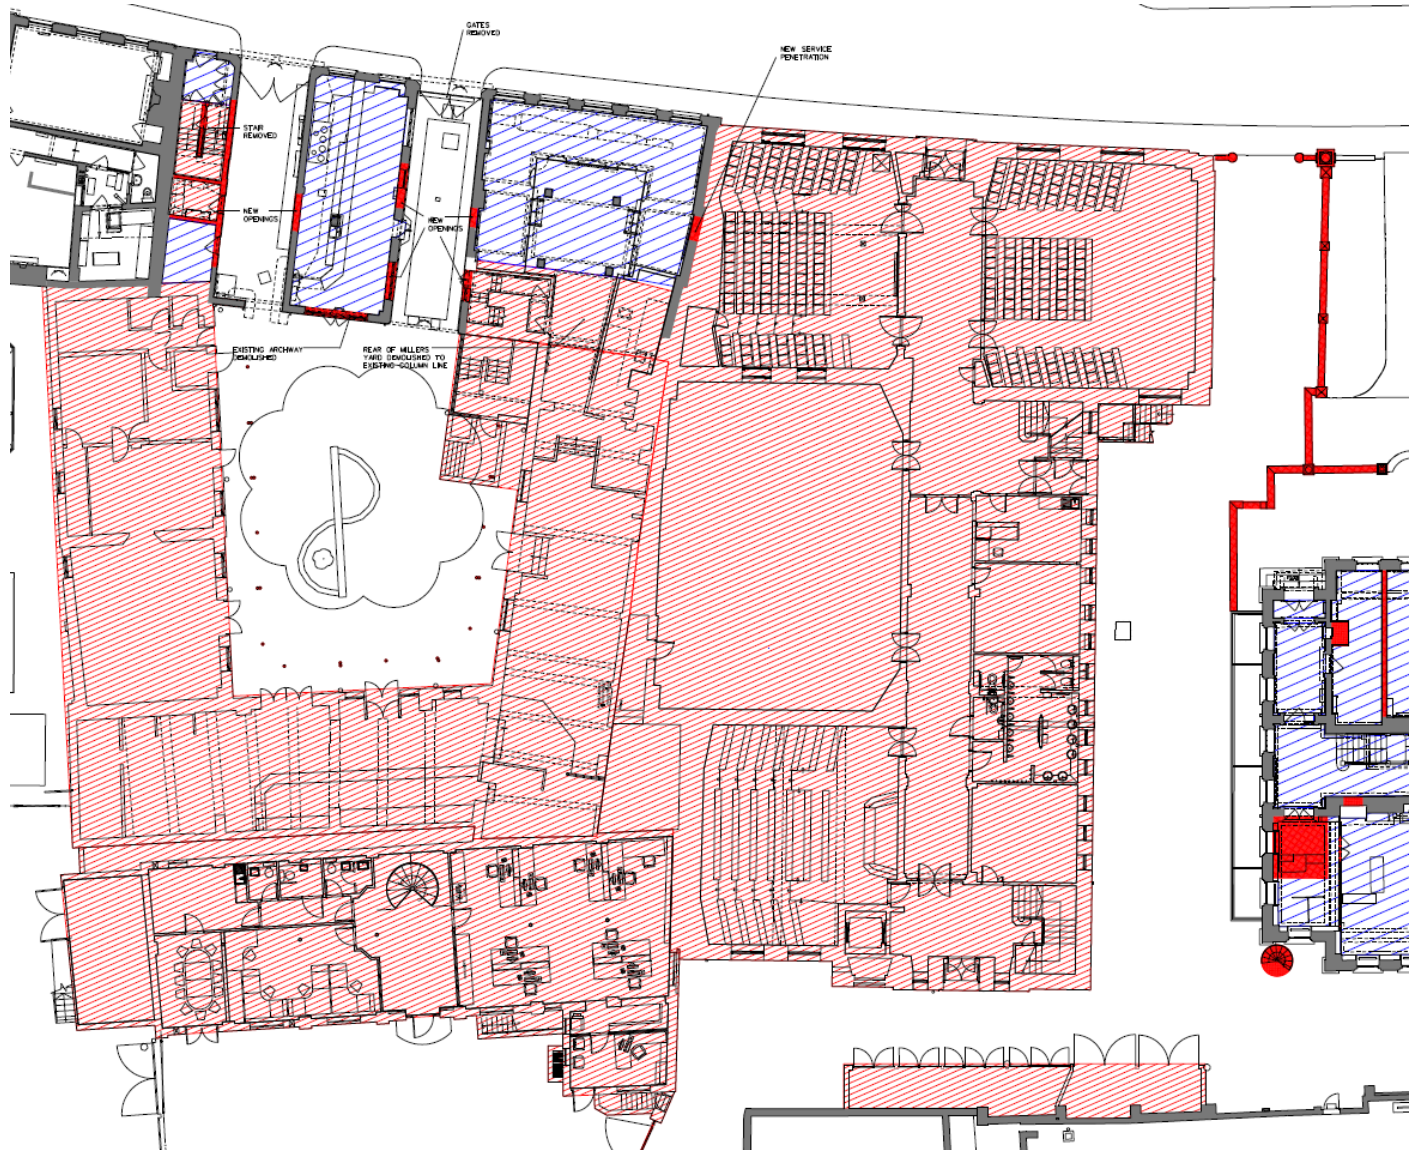 GATES
REMOVED
NEW SERVICE
PENETRATION
STAIR
REMOVED
NEW
OPENINGS
NEW
OPENINGS
EXISTING ARCHWAY
DEMOLISHED
REAR OF MILLERS
YARD DEMOLISHED TO
EXISTING COLUMN LINE